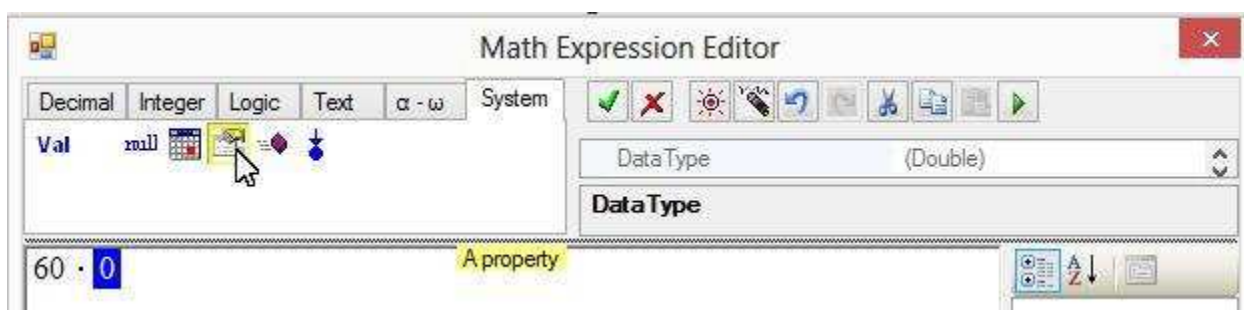 Math Expression Editor
Decimal Integer Logic Text α - ω System
Val null
DataType (Double)
DataType
60 · 0
A property
A Z